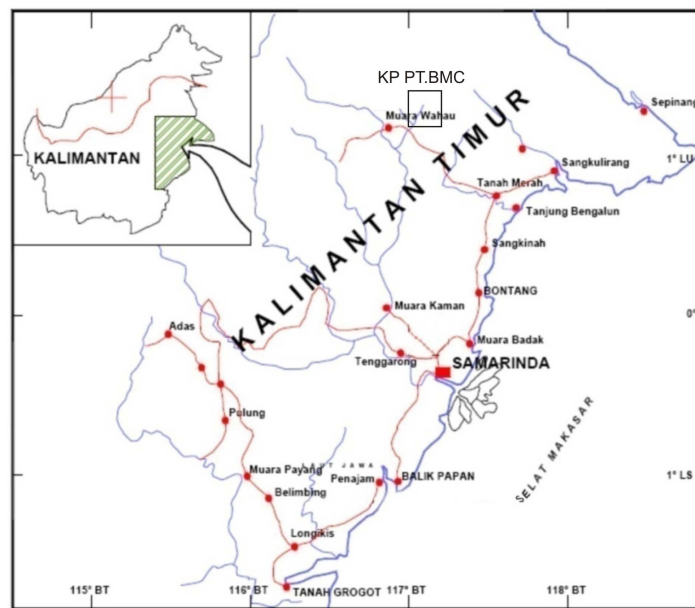 KP PT.BMC
Muara Wahau
Sepinang
KALIMANTAN
1° LU
Sangkulirang
Tanah Merah
Tanjung Bengalun
KALIMANTAN TIMUR
Sangkinah
BONTANG
Muara Kaman
0°
Adas
Muara Badak
Tenggarong
SAMARINDA
Pulung
SELAT MAKASAR
LAUT JAWA
Muara Payang
Penajam
BALIK PAPAN
1° LS
Belimbing
Longikis
115° BT
116° BT
117° BT
118° BT
TANAH GROGOT